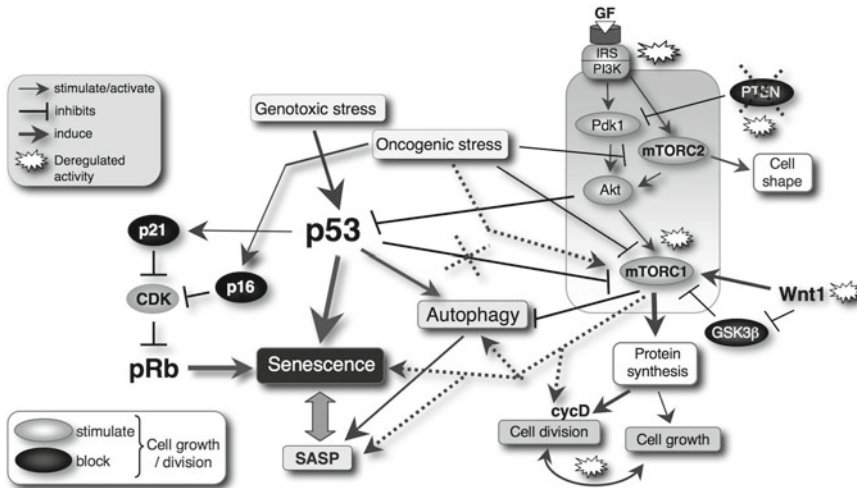 GF
IRS
PI3K
PTEN
stimulate/activate
inhibits
induce
Deregulated
activity
Genotoxic stress
Oncogenic stress
Pdk1
mTORC2
Cell
shape
Akt
p21
p53
p16
CDK
mTORC1
Wnt1
GSK3β
Autophagy
pRb
Senescence
Protein
synthesis
cycD
Cell division
Cell growth
SASP
stimulate
block
Cell growth
/ division